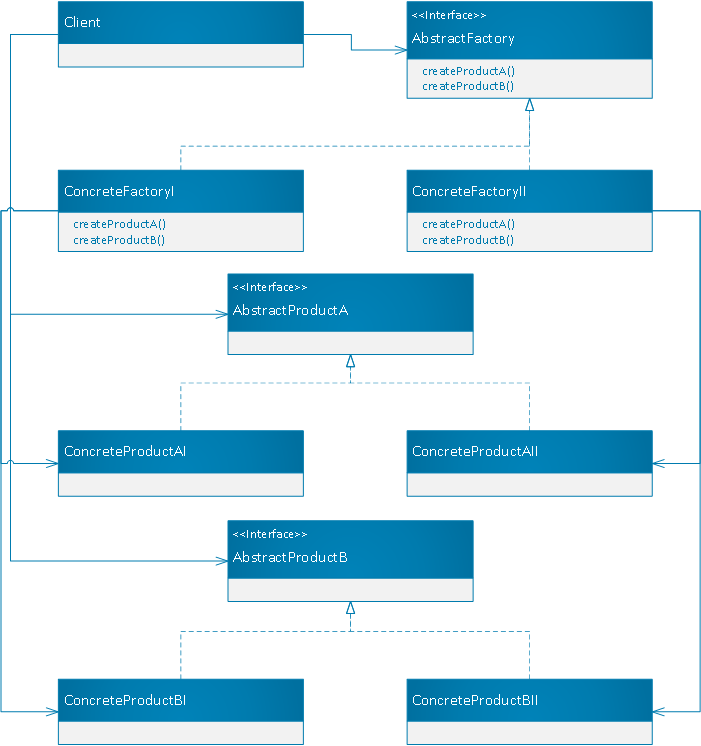 Client
<<Interface>>
AbstractFactory
createProductA()
createProductB()
ConcreteFactoryI
createProductA()
createProductB()
ConcreteFactoryII
createProductA()
createProductB()
<<Interface>>
AbstractProductA
ConcreteProductAI
ConcreteProductAII
<<Interface>>
AbstractProductB
ConcreteProductBI
ConcreteProductBII